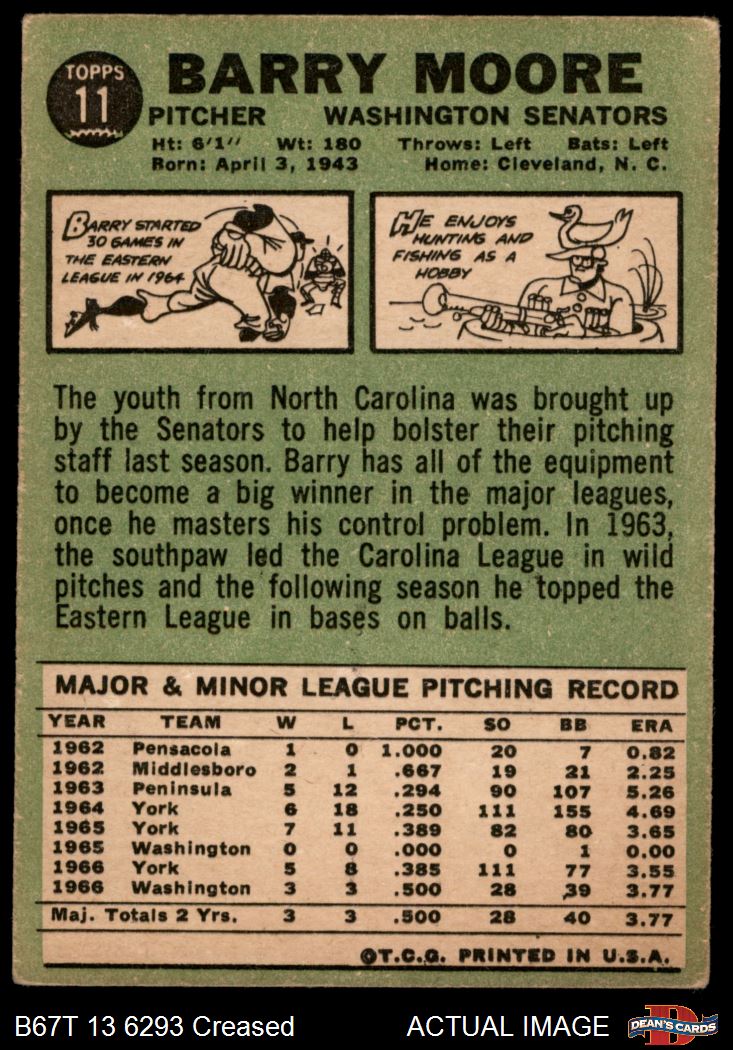 TOPPS
11
BARRY MOORE
PITCHER WASHINGTON SENATORS
Ht: 6'1" Wt: 180 Throws: Left Bats: Left
Born: April 3, 1943 Home: Cleveland, N. C.
BARRY STARTED
30 GAMES IN
THE EASTERN
LEAGUE IN 1964
HE ENJOYS
HUNTING AND
FISHING AS A
HOBBY
The youth from North Carolina was brought up
by the Senators to help bolster their pitching
staff last season. Barry has all of the equipment
to become a big winner in the major leagues,
once he masters his control problem. In 1963,
the southpaw led the Carolina League in wild
pitches and the following season he topped the
Eastern League in bases on balls.
MAJOR & MINOR LEAGUE PITCHING RECORD
YEAR TEAM W L PCT. SO BB ERA
1962 Pensacola 1 0 1.000 20 7 0.82
1962 Middlesboro 2 1 .667 19 21 2.25
1963 Peninsula 5 12 .294 90 107 5.26
1964 York 6 18 .250 111 155 4.69
1965 York 7 11 .389 82 80 3.65
1965 Washington 0 0 .000 0 1 0.00
1966 York 5 8 .385 111 77 3.55
1966 Washington 3 3 .500 28 39 3.77
Maj. Totals 2 Yrs. 3 3 .500 28 40 3.77
©T.C.G. PRINTED IN U.S.A.
B67T 13 6293 Creased ACTUAL IMAGE
D
DEAN'S CARDS